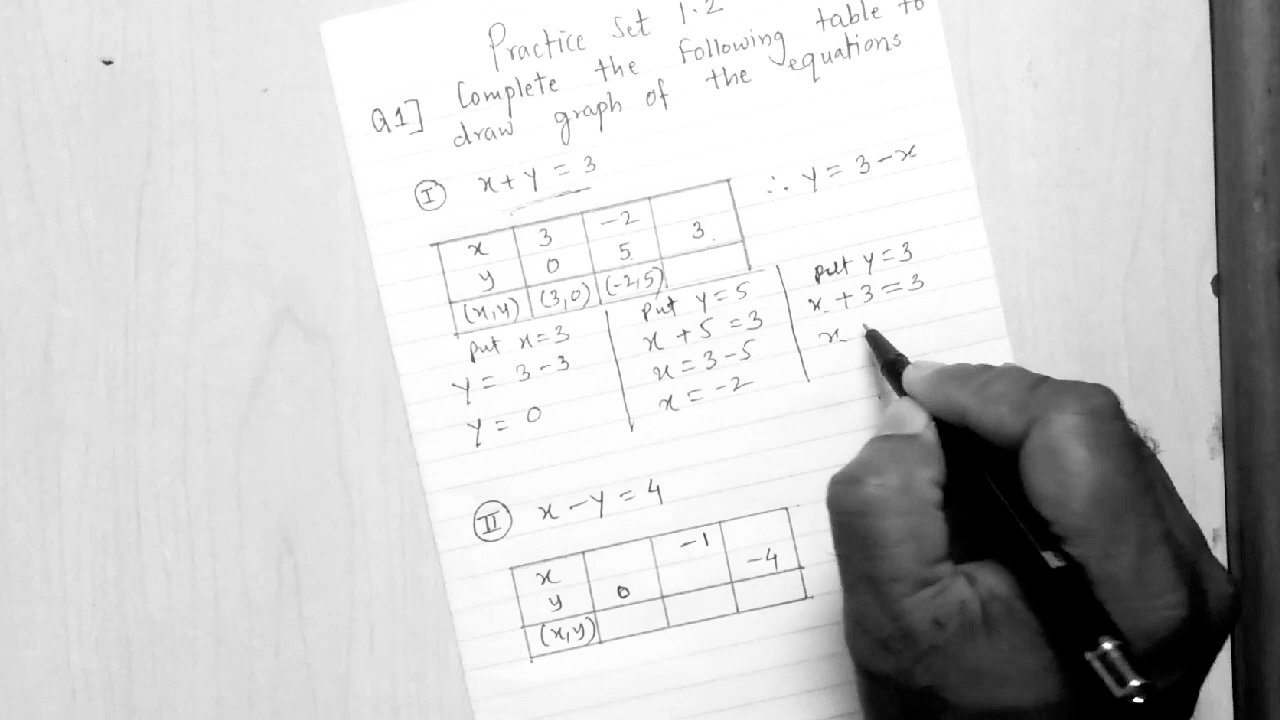 Practice Set 1.2
Q1] Complete the following table to
draw graph of the equations
I x + y = 3
∴ y = 3 - x
x 3 -2
y 0 5 3
(x,y) (3,0) (-2,5)
put x = 3
y = 3 - 3
y = 0
put y = 5
x + 5 = 3
x = 3 - 5
x = -2
put y = 3
x + 3 = 3
x
II x - y = 4
x -1
y 0 -4
(x,y)